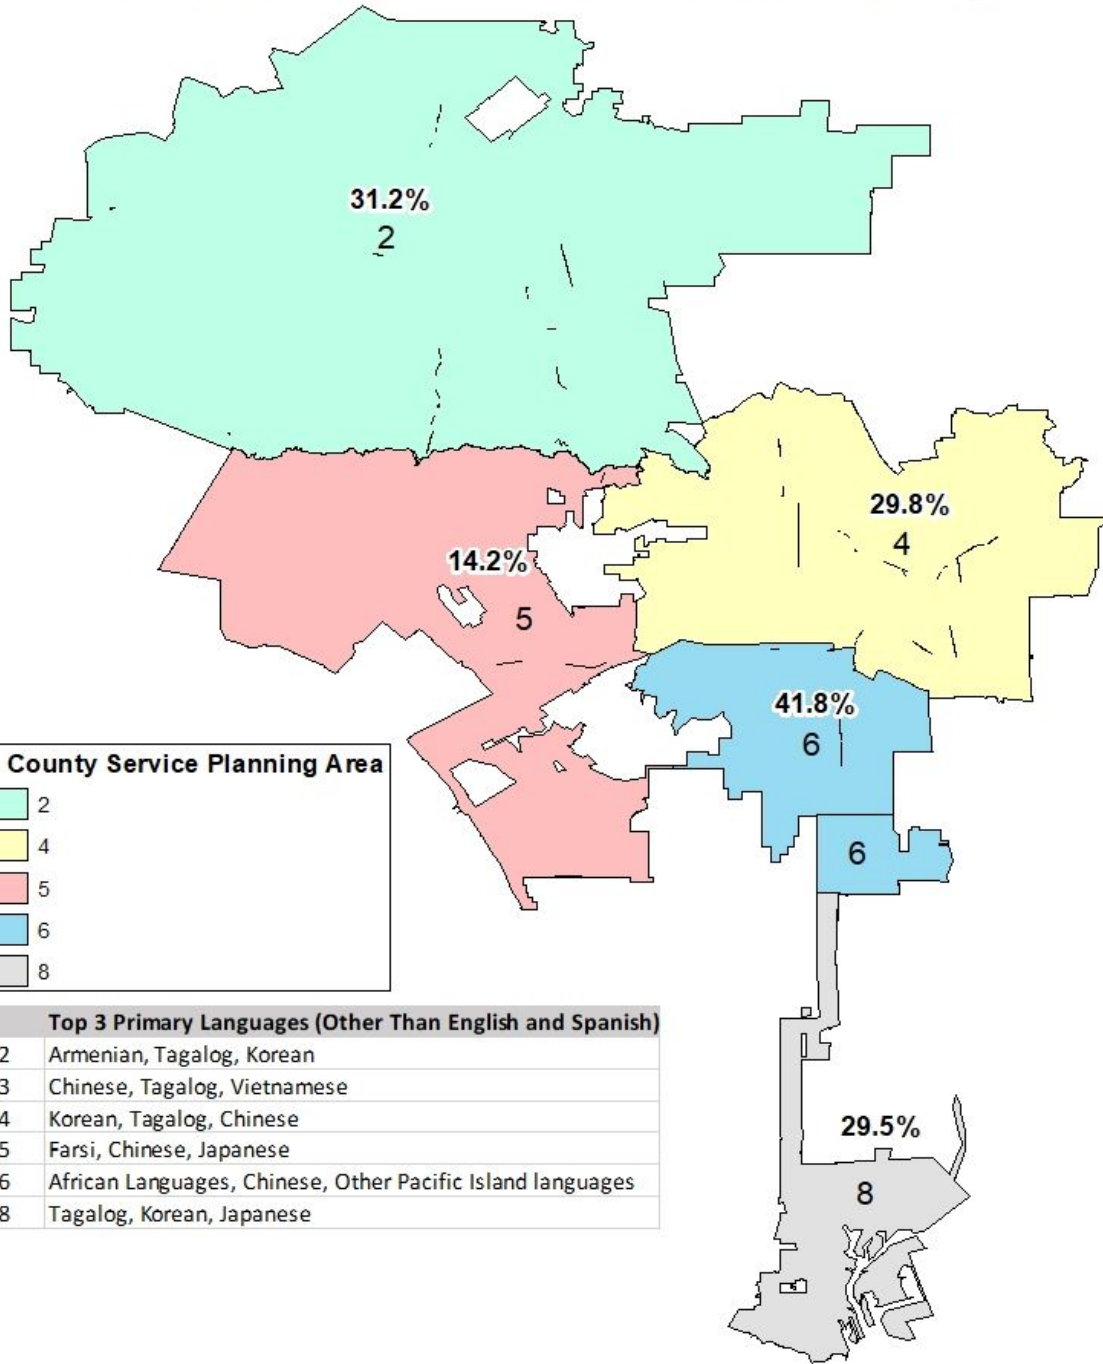 31.2%
2
29.8%
4
14.2%
5
41.8%
6
6
County Service Planning Area
2
4
5
6
8
Top 3 Primary Languages (Other Than English and Spanish)
2 Armenian, Tagalog, Korean
3 Chinese, Tagalog, Vietnamese
4 Korean, Tagalog, Chinese
5 Farsi, Chinese, Japanese
6 African Languages, Chinese, Other Pacific Island languages
8 Tagalog, Korean, Japanese
29.5%
8